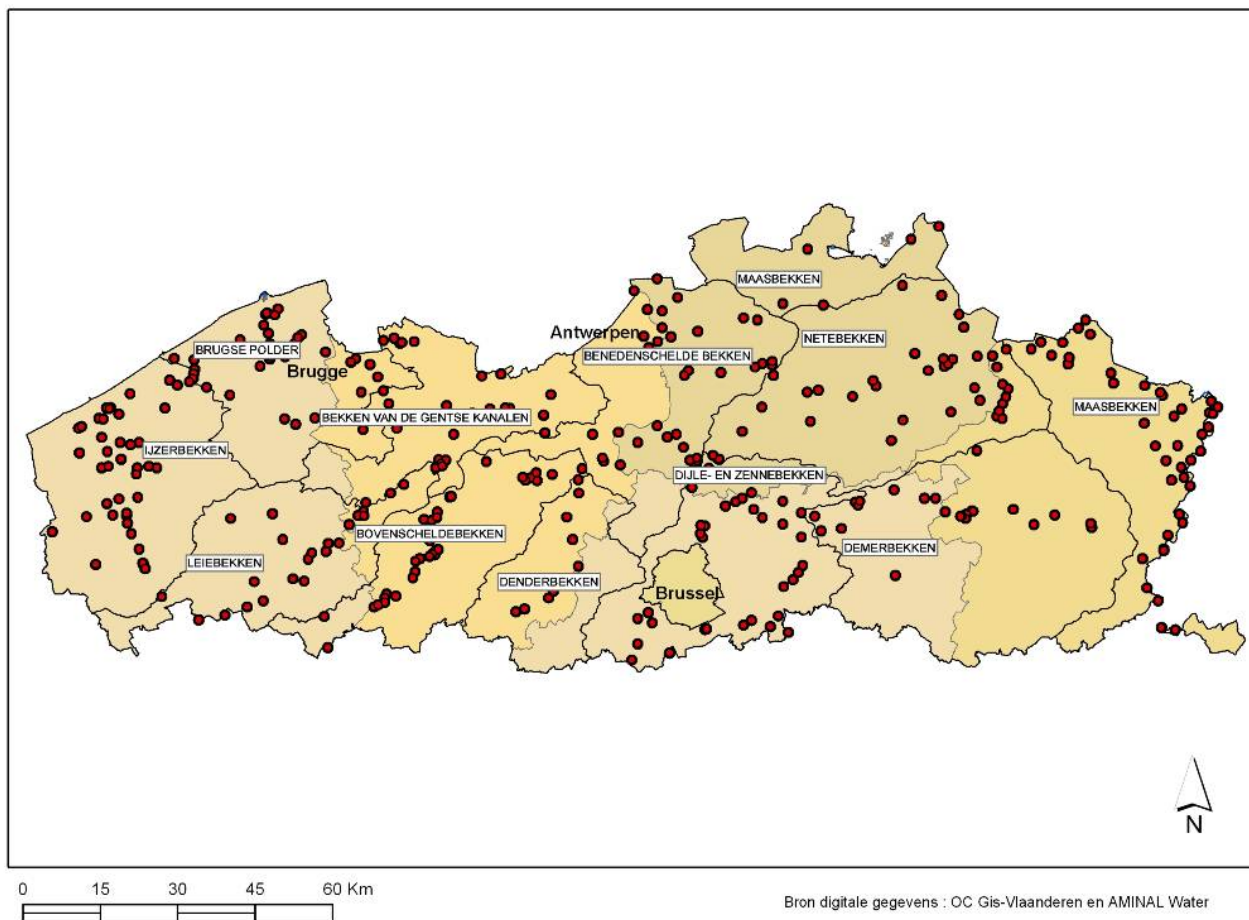 MAASBEKKEN
Antwerpen
NETEBEKKEN
BRUGSE POLDER
BENEDENSCHELDE BEKKEN
Brugge
MAASBEKKEN
BEKKEN VAN DE GENTSE KANALEN
IJZERBEKKEN
DIJLE- EN ZENNEBEKKEN
BOVENSCHELDEBEKKEN
DEMERBEKKEN
LEIEBEKKEN
DENDERBEKKEN
Brussel
N
0 15 30 45 60 Km
Bron digitale gegevens : OC Gis-Vlaanderen en AMINAL Water